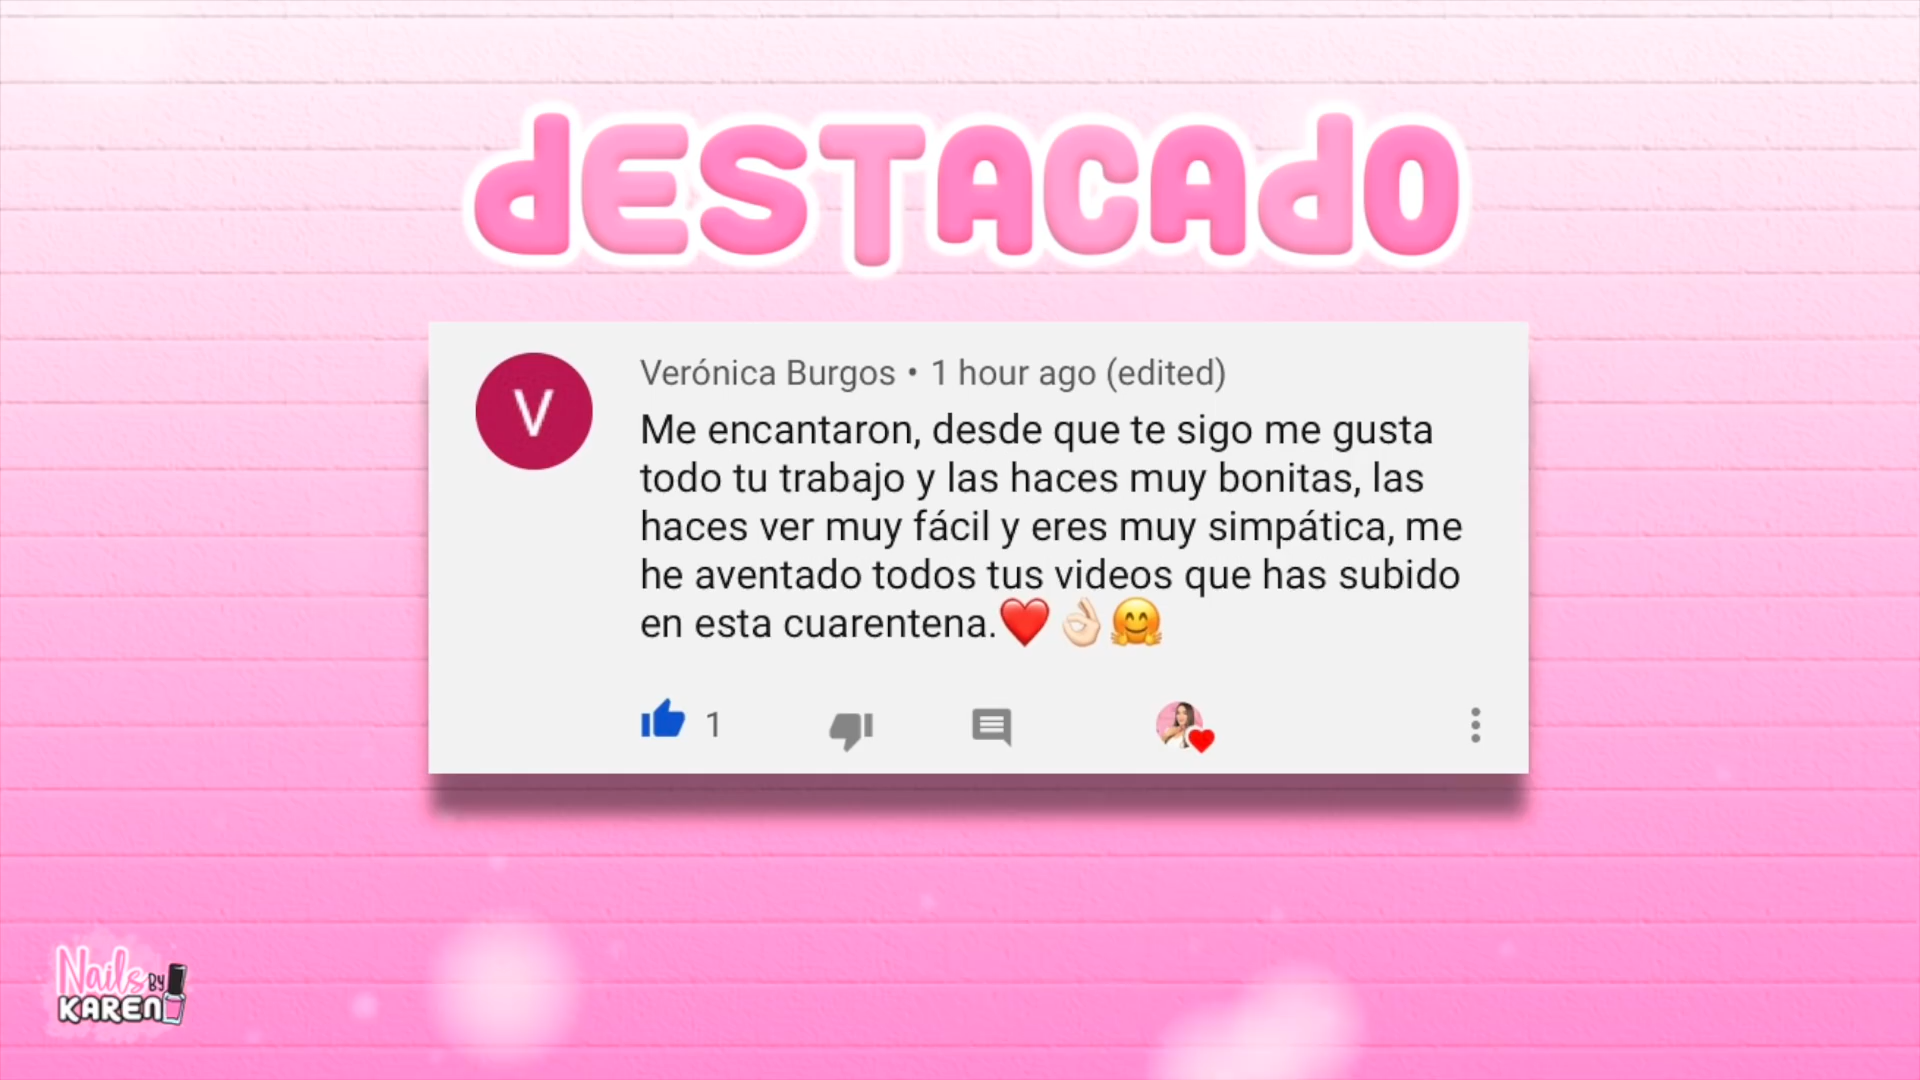 dESTACAdO
Verónica Burgos • 1 hour ago (edited)
V
Me encantaron, desde que te sigo me gusta
todo tu trabajo y las haces muy bonitas, las
haces ver muy fácil y eres muy simpática, me
he aventado todos tus videos que has subido
en esta cuarentena.❤️👌🏻🤗
1
Nails BY
KAREN